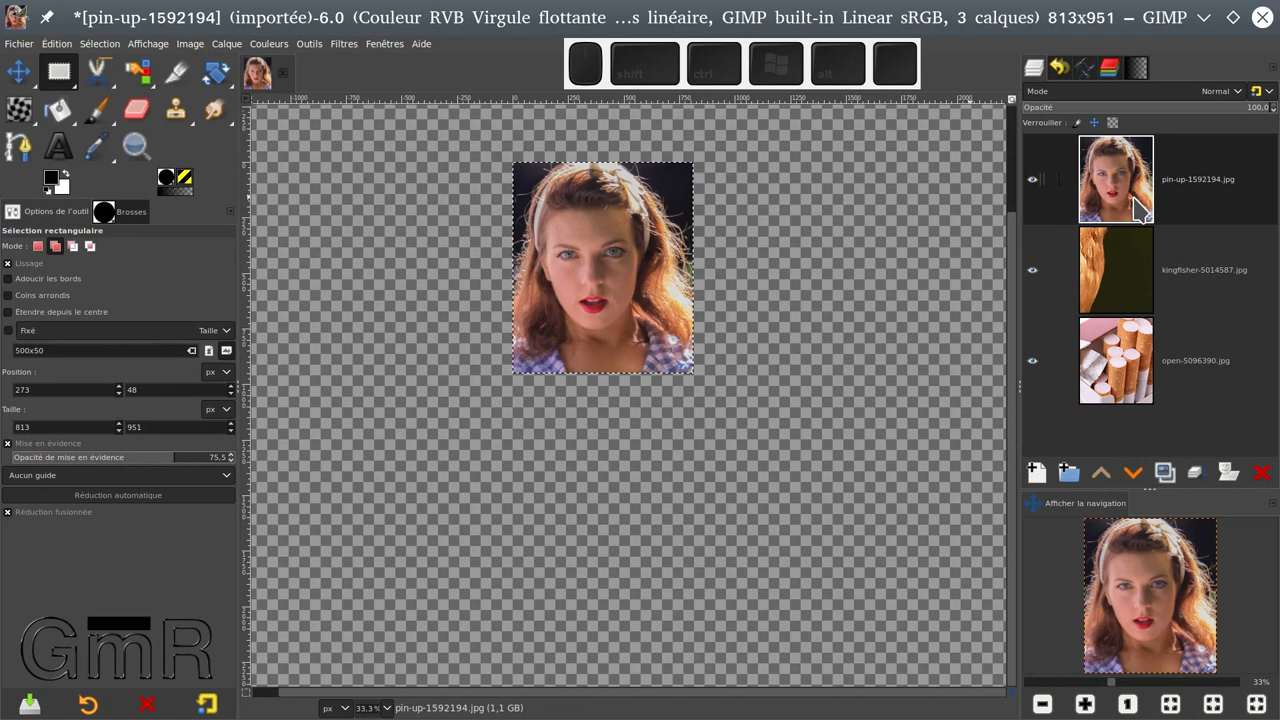 *[pin-up-1592194] (importée)-6.0 (Couleur RVB Virgule flottante …s linéaire, GIMP built-in Linear sRGB, 3 calques) 813x951 – GIMP
Fichier Édition Sélection Affichage Image Calque Couleurs Outils Filtres Fenêtres Aide
shift ctrl alt
Mode Normal
Opacité 100,0
Verrouiller :
pin-up-1592194.jpg
kingfisher-5014587.jpg
open-5096390.jpg
Options de l'outil Brosses
Sélection rectangulaire
Mode :
Lissage
Adoucir les bords
Coins arrondis
Étendre depuis le centre
Fixé Taille
500x50
Position : px
273 48
Taille : px
813 951
Mise en évidence
Opacité de mise en évidence 75,5
Aucun guide
Réduction automatique
Réduction fusionnée
Afficher la navigation
33%
GmR
px 33,3 % pin-up-1592194.jpg (1,1 GB)